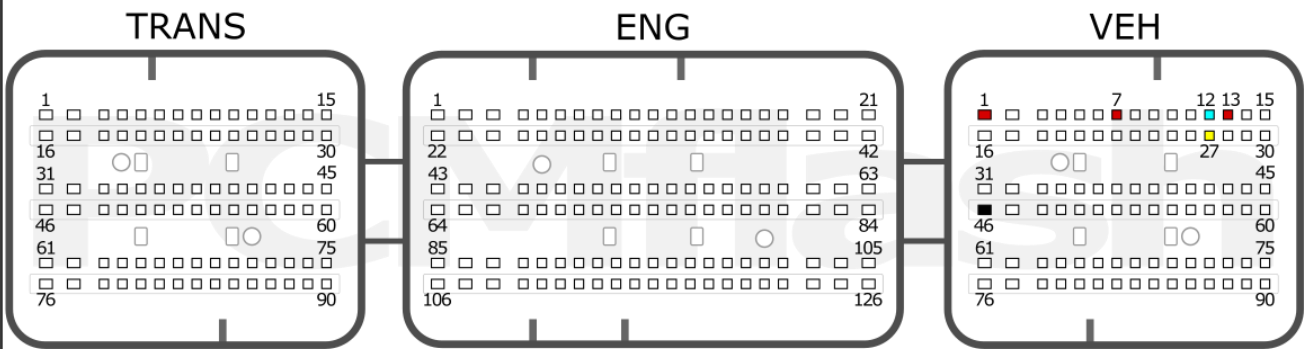 TRANS ENG VEH
1 15 1 21 1 7 12 13 15
16 30 22 42 16 27 30
31 45 43 63 31 45
46 60 64 84 46 60
61 75 85 105 61 75
76 90 106 126 76 90
PCMflash